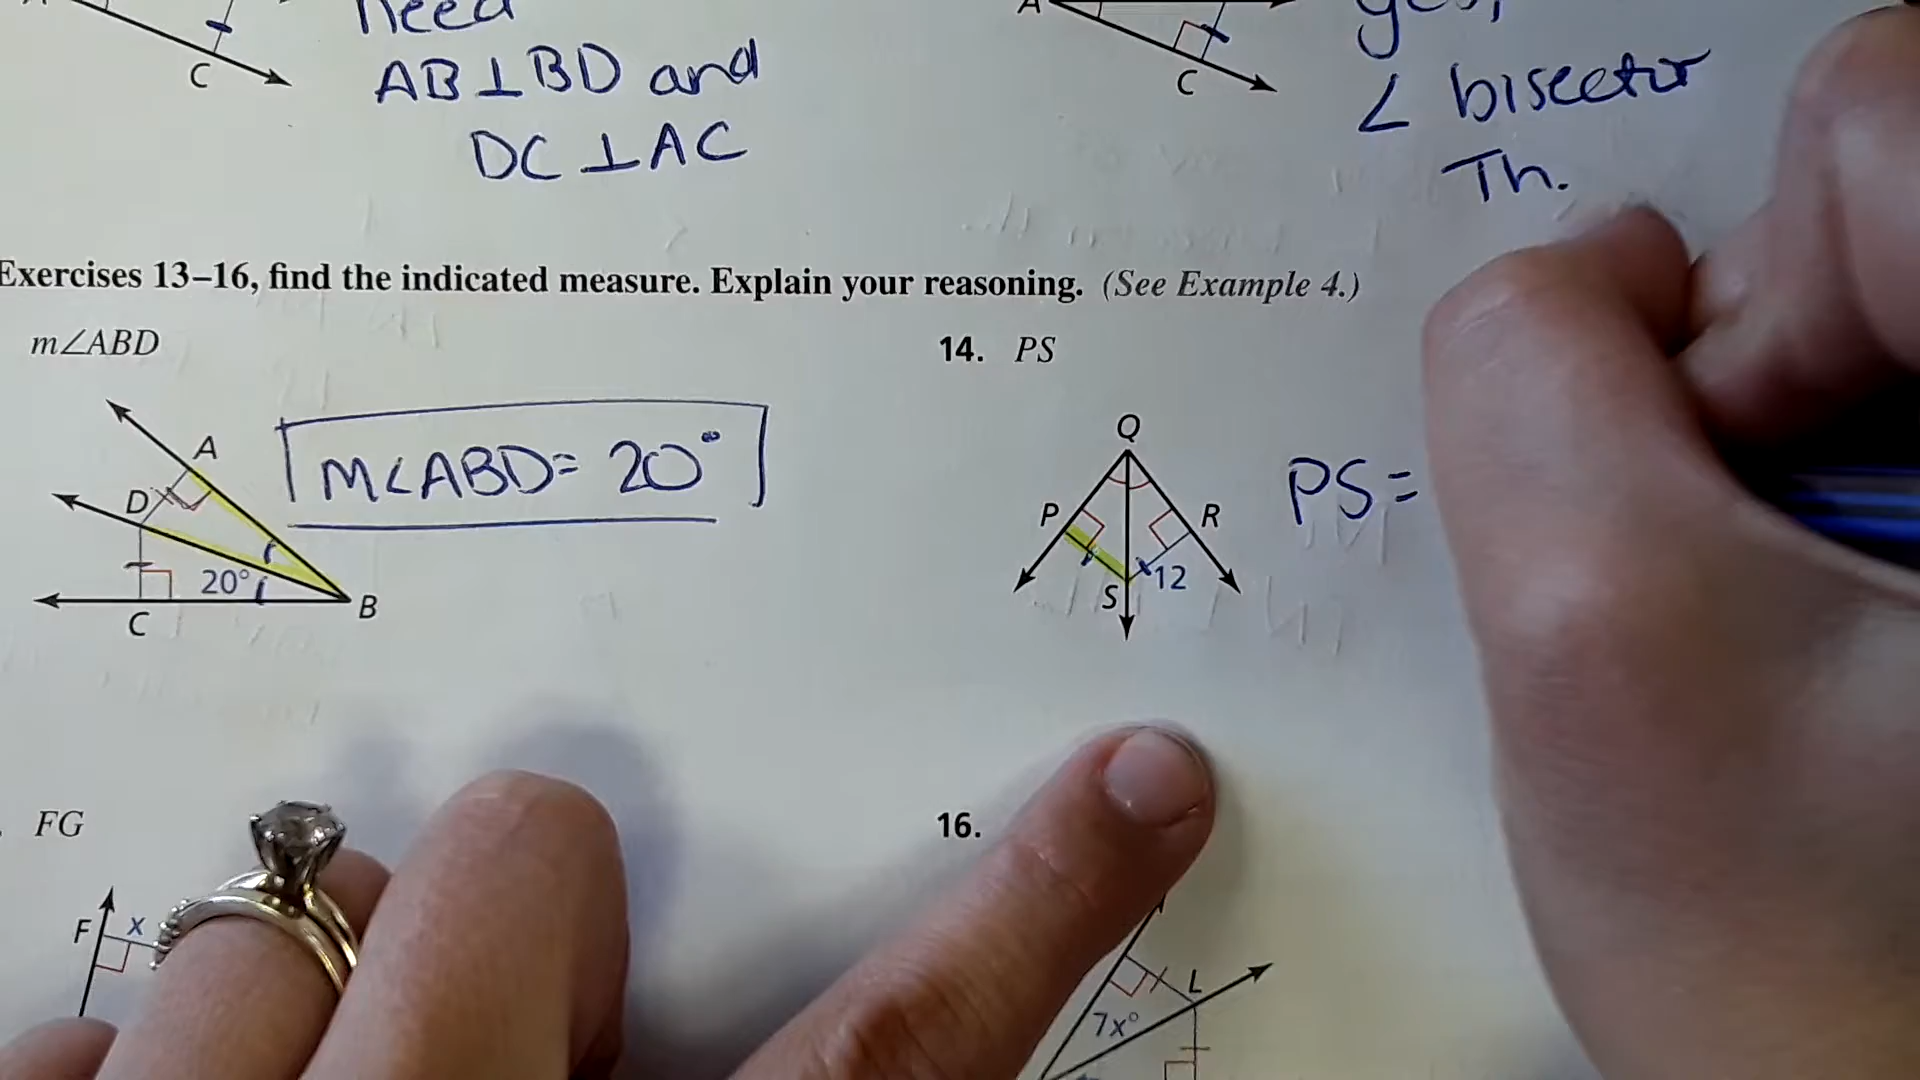 need
AB⊥BD and
DC⊥AC
C
A
C
yes,
∠ bisector
Th.
Exercises 13–16, find the indicated measure. Explain your reasoning. (See Example 4.)
m∠ABD
A
D
20°
C
B
m∠ABD= 20°
14. PS
Q
P
R
S
12
PS=
FG
F
x
16.
L
7x°